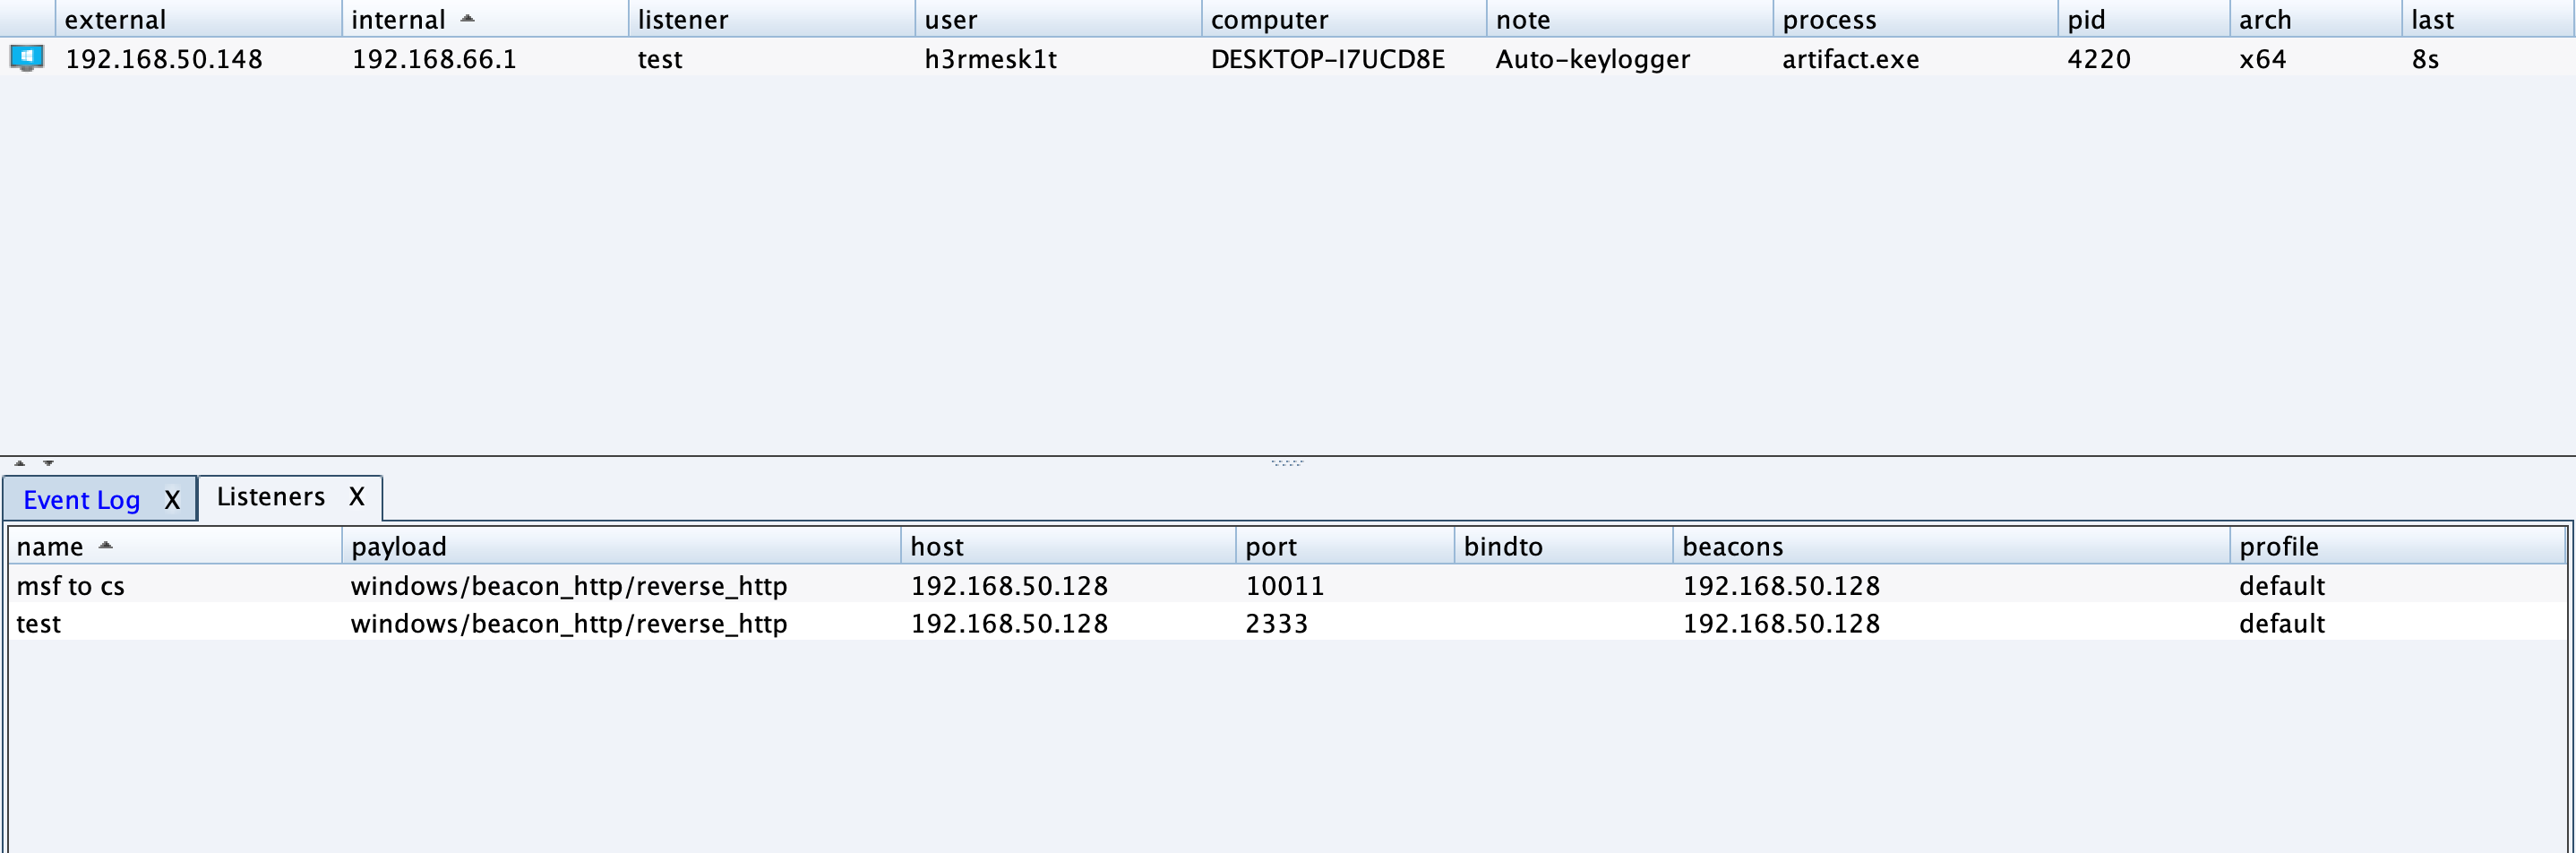 external internal listener user computer note process pid arch last
192.168.50.148 192.168.66.1 test h3rmesk1t DESKTOP-I7UCD8E Auto-keylogger artifact.exe 4220 x64 8s
Event Log X Listeners X
name payload host port bindto beacons profile
msf to cs windows/beacon_http/reverse_http 192.168.50.128 10011 192.168.50.128 default
test windows/beacon_http/reverse_http 192.168.50.128 2333 192.168.50.128 default